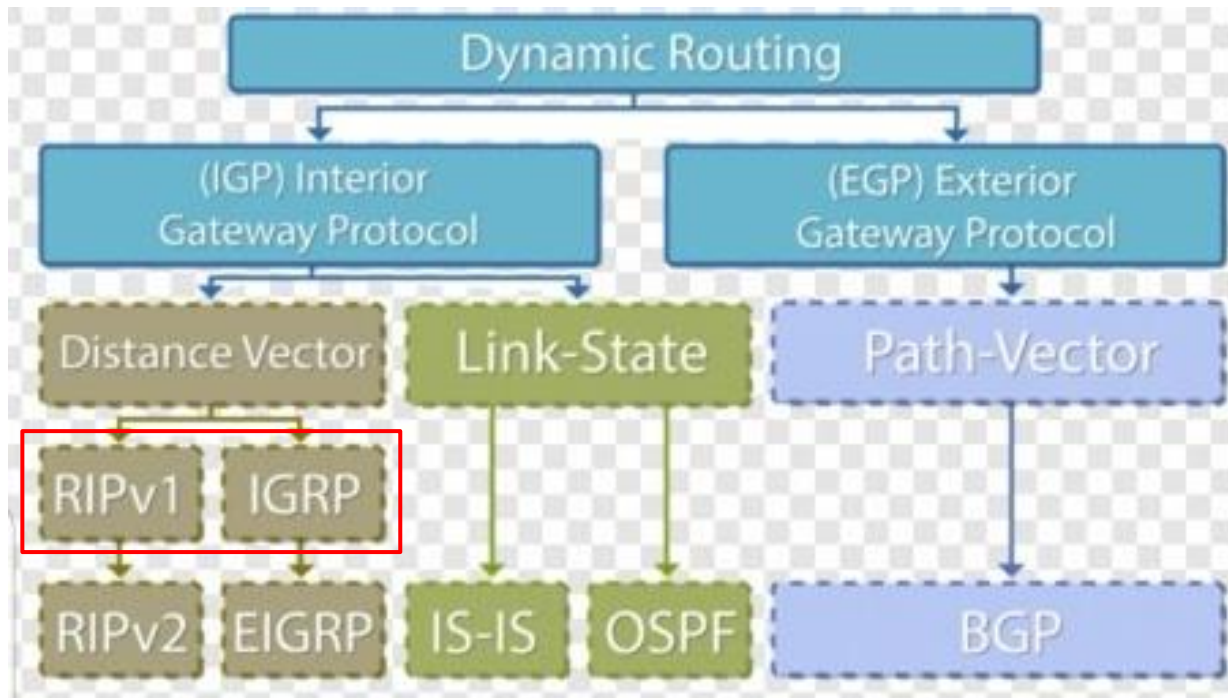 Dynamic Routing
(IGP) Interior
Gateway Protocol
(EGP) Exterior
Gateway Protocol
Distance Vector
Link-State
Path-Vector
RIPv1
IGRP
RIPv2
EIGRP
IS-IS
OSPF
BGP